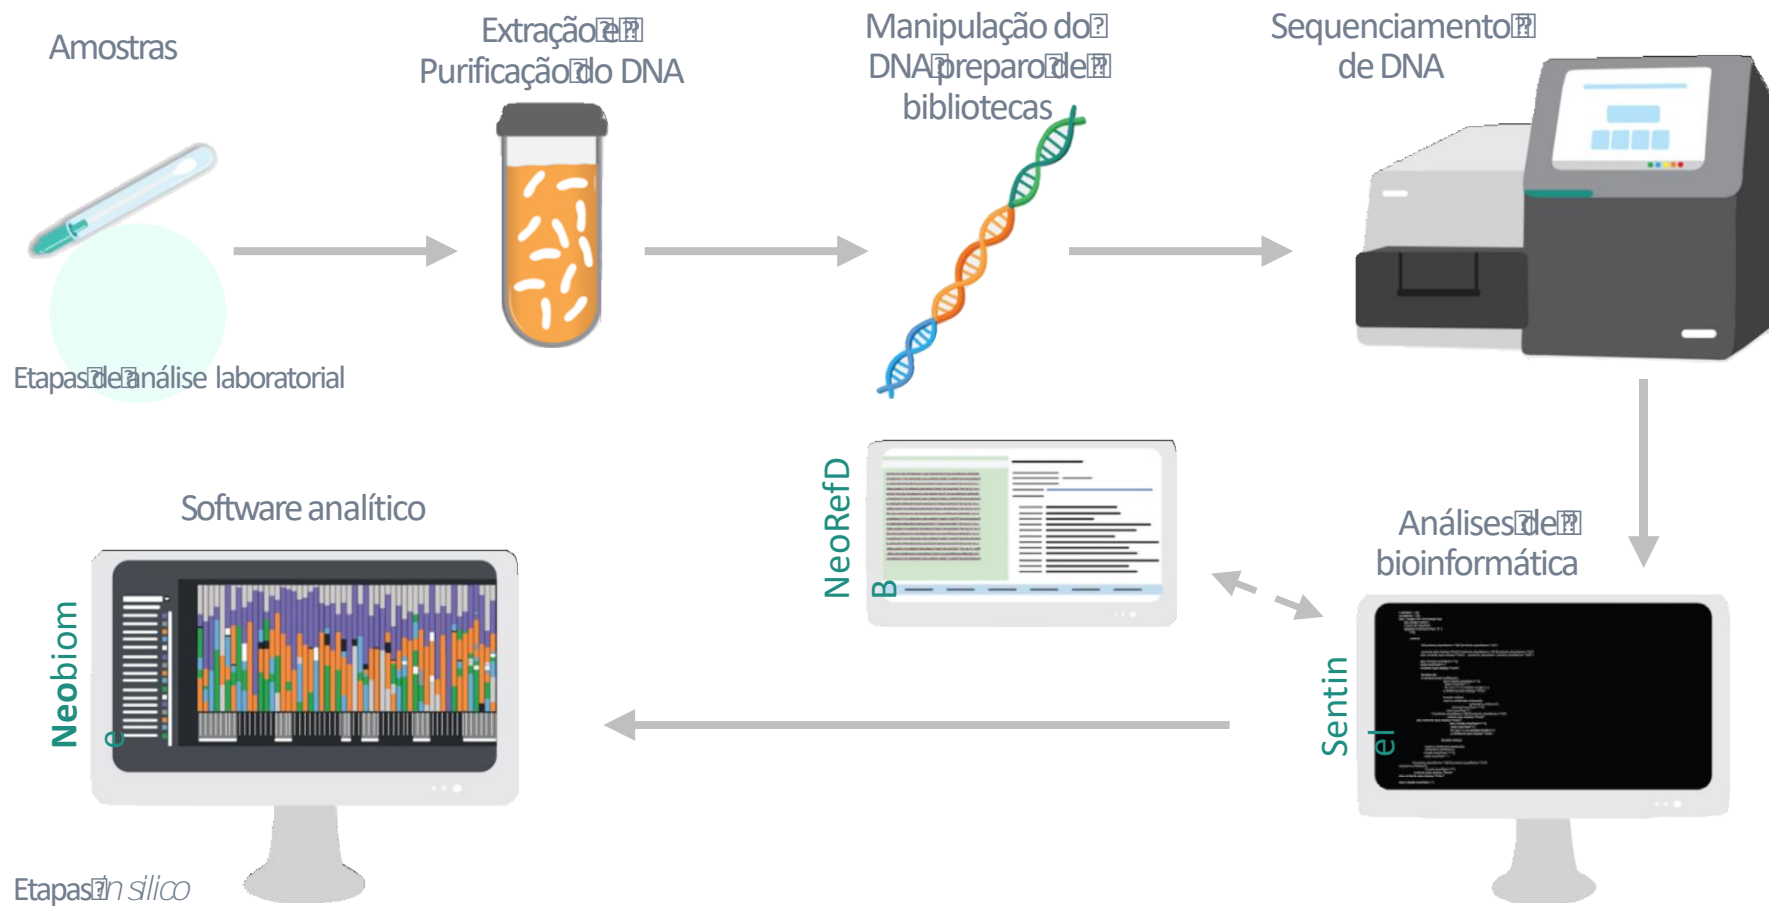 Amostras
Extração e
Purificação do DNA
Manipulação do
DNA preparo de
bibliotecas
Sequenciamento
de DNA
Etapas de análise laboratorial
Software analítico
Neobiom
e
NeoRefD
B
Análises de
bioinformática
Sentin
el
Etapas in silico